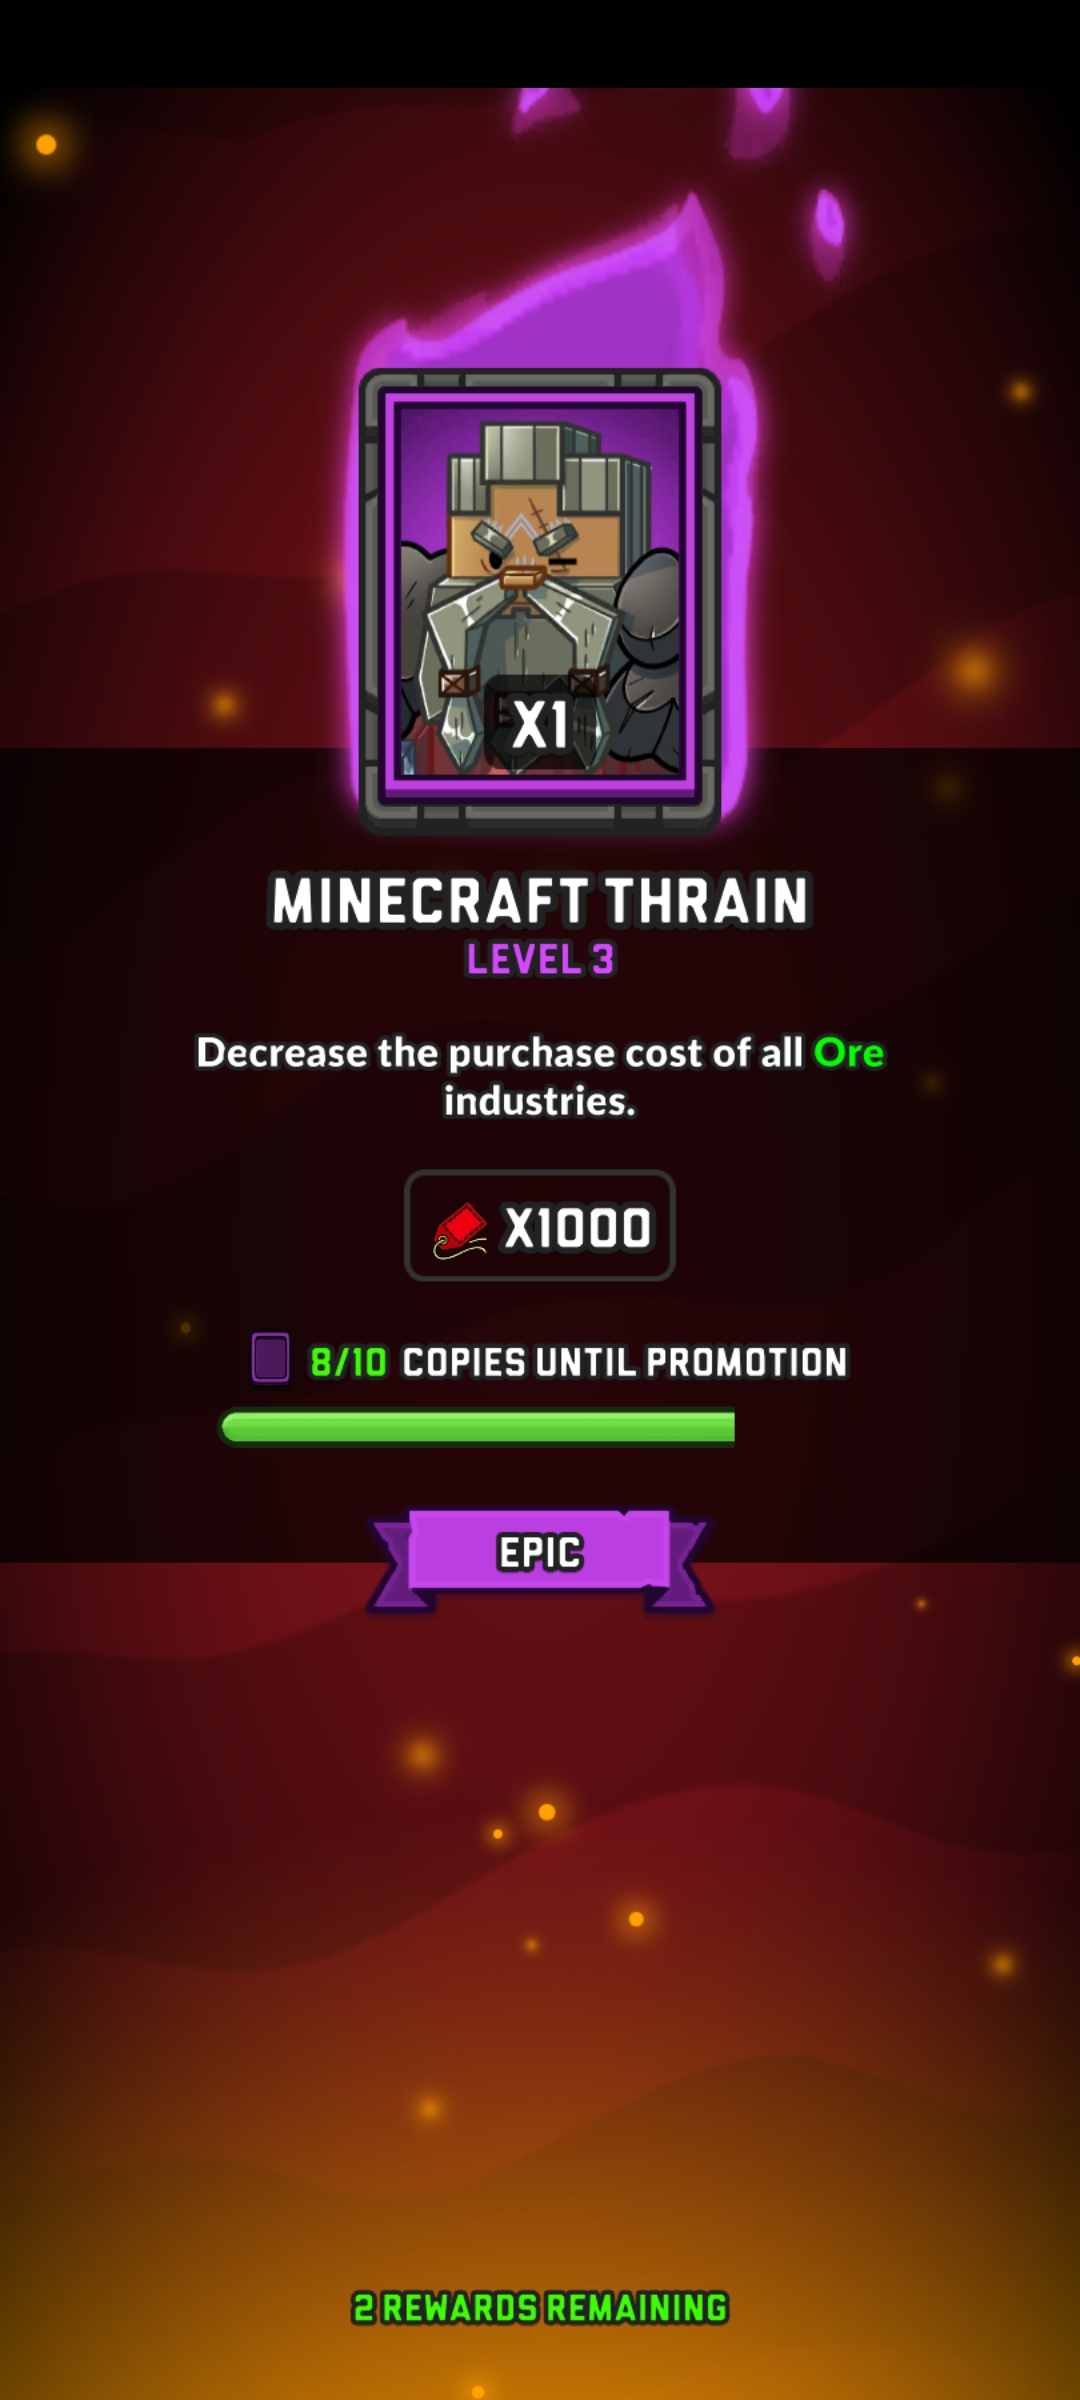 X1
MINECRAFT THRAIN
LEVEL 3
Decrease the purchase cost of all Ore
industries.
X1000
8/10 COPIES UNTIL PROMOTION
EPIC
2 REWARDS REMAINING